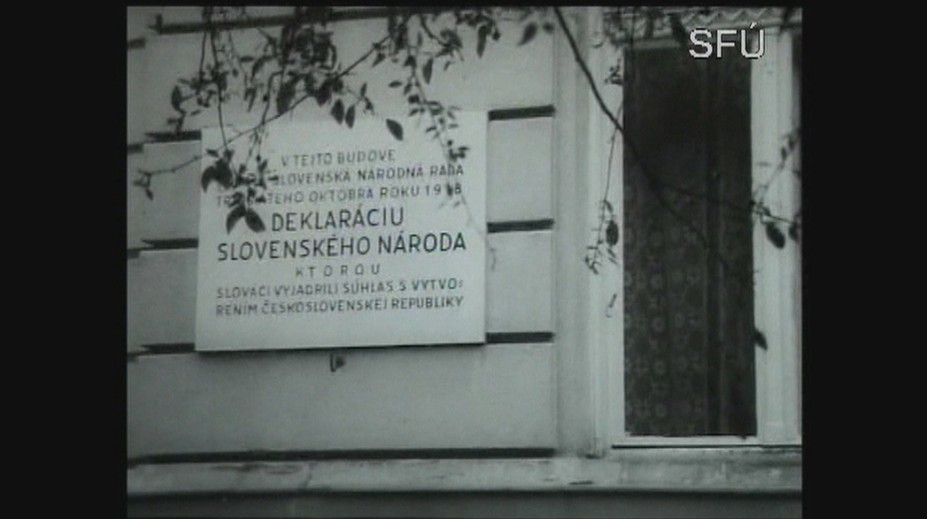 SFÚ
V TEJTO BUDOVE
SLOVENSKÁ NÁRODNÁ RADA
OKTÓBRA ROKU 1918
DEKLARÁCIU
SLOVENSKÉHO NÁRODA
KTOROU
SLOVÁCI VYJADRILI SÚHLAS S VYTVO-
RENÍM ČESKOSLOVENSKEJ REPUBLIKY